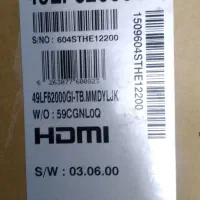 S/NO : 604STHE12200
1509604STHE12200
49LF62000GI-TB.MMDYLJK
W/O : 59CGNL0Q
HDMI
S/W : 03.06.00